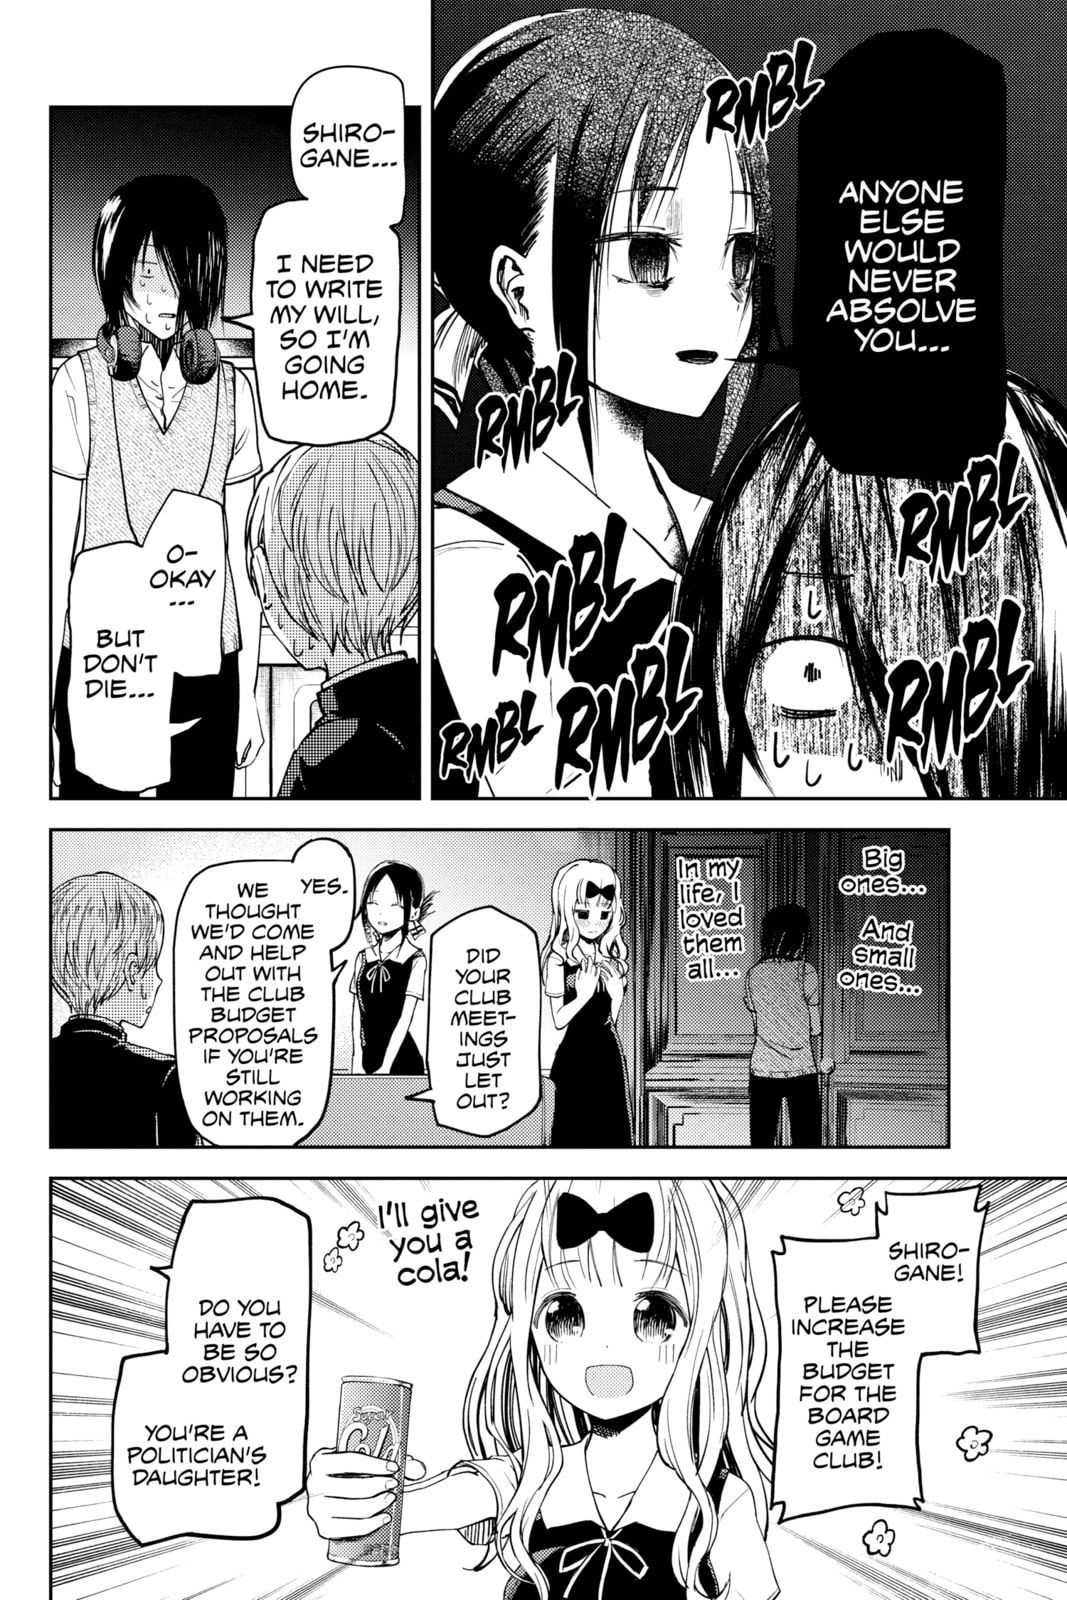 RMBL
ANYONE
ELSE
WOULD
NEVER
ABSOLVE
YOU...
RMBL
RMBL
RMBL
RMBL
RMBL
RMBL
SHIRO-
GANE...
I NEED
TO WRITE
MY WILL,
SO I'M
GOING
HOME.
O-
OKAY
...
BUT
DON'T
DIE...
Big
ones...
And
small
ones...
In my
life, I
loved
them
all...
DID
YOUR
CLUB
MEET-
INGS
JUST
LET
OUT?
YES.
WE
THOUGHT
WE'D COME
AND HELP
OUT WITH
THE CLUB
BUDGET
PROPOSALS
IF YOU'RE
STILL
WORKING
ON THEM.
SHIRO-
GANE!
PLEASE
INCREASE
THE
BUDGET
FOR THE
BOARD
GAME
CLUB!
I'll give
you a
cola!
Super
Cola
DO YOU
HAVE TO
BE SO
OBVIOUS?
YOU'RE A
POLITICIAN'S
DAUGHTER!